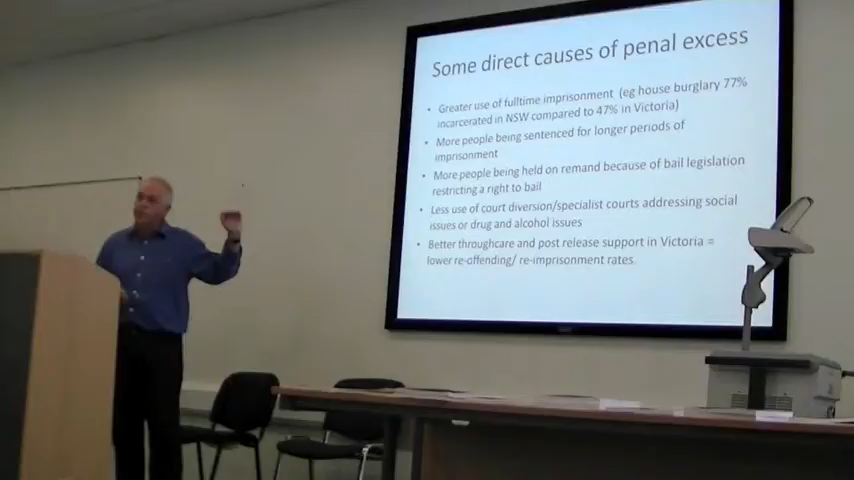 Some direct causes of penal excess
• Greater use of fulltime imprisonment (eg house burglary 77%
incarcerated in NSW compared to 47% in Victoria)
• More people being sentenced for longer periods of
imprisonment
• More people being held on remand because of bail legislation
restricting a right to bail
• Less use of court diversion/specialist courts addressing social
issues or drug and alcohol issues
• Better throughcare and post release support in Victoria =
lower re-offending/ re-imprisonment rates.